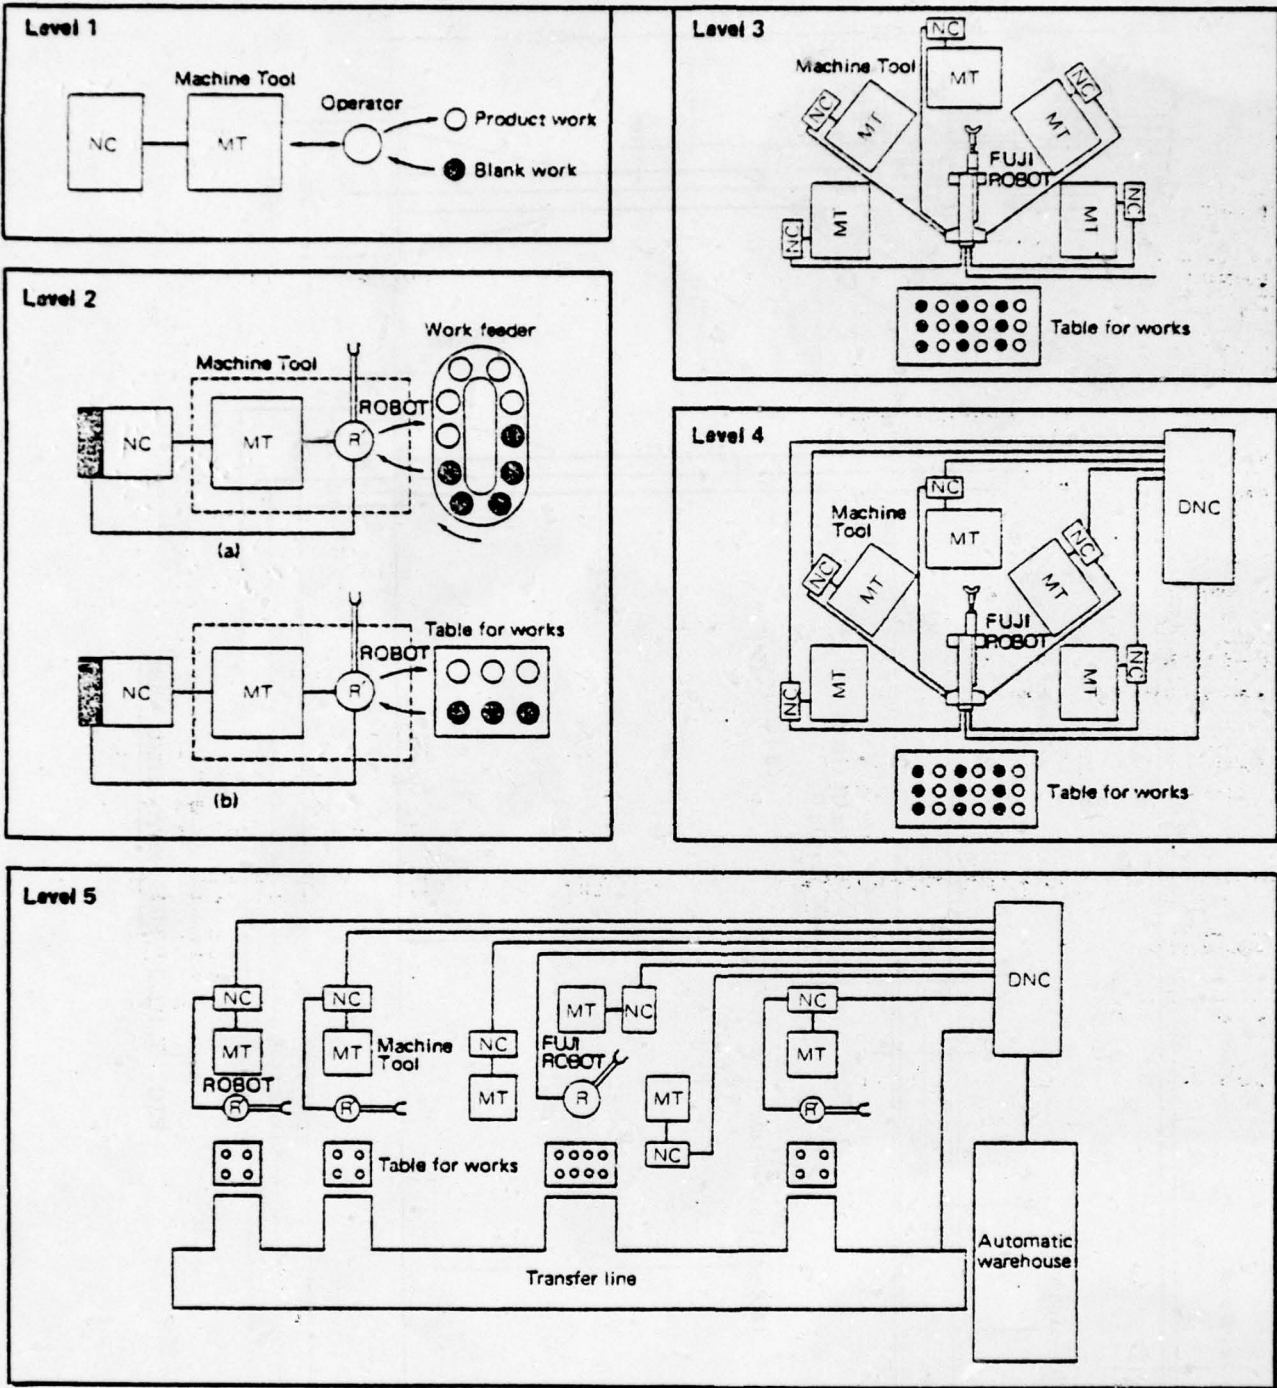 Level 1
Machine Tool
Operator
NC
MT
Product work
Blank work
Level 2
Work feeder
Machine Tool
ROBOT
NC
MT
R'
(a)
Table for works
ROBOT
NC
MT
R'
(b)
Level 3
NC
Machine Tool
MT
NC
NC
MT
MT
FUJI
ROBOT
MT
MT
NC
NC
Table for works
Level 4
DNC
NC
Machine
Tool
MT
NC
NC
MT
MT
FUJI
ROBOT
MT
MT
NC
NC
Table for works
Level 5
DNC
NC
NC
MT
NC
NC
MT
MT
Machine
Tool
NC
FUJI
ROBOT
MT
ROBOT
R'
R'
MT
R
MT
R'
NC
Table for works
Transfer line
Automatic
warehouse